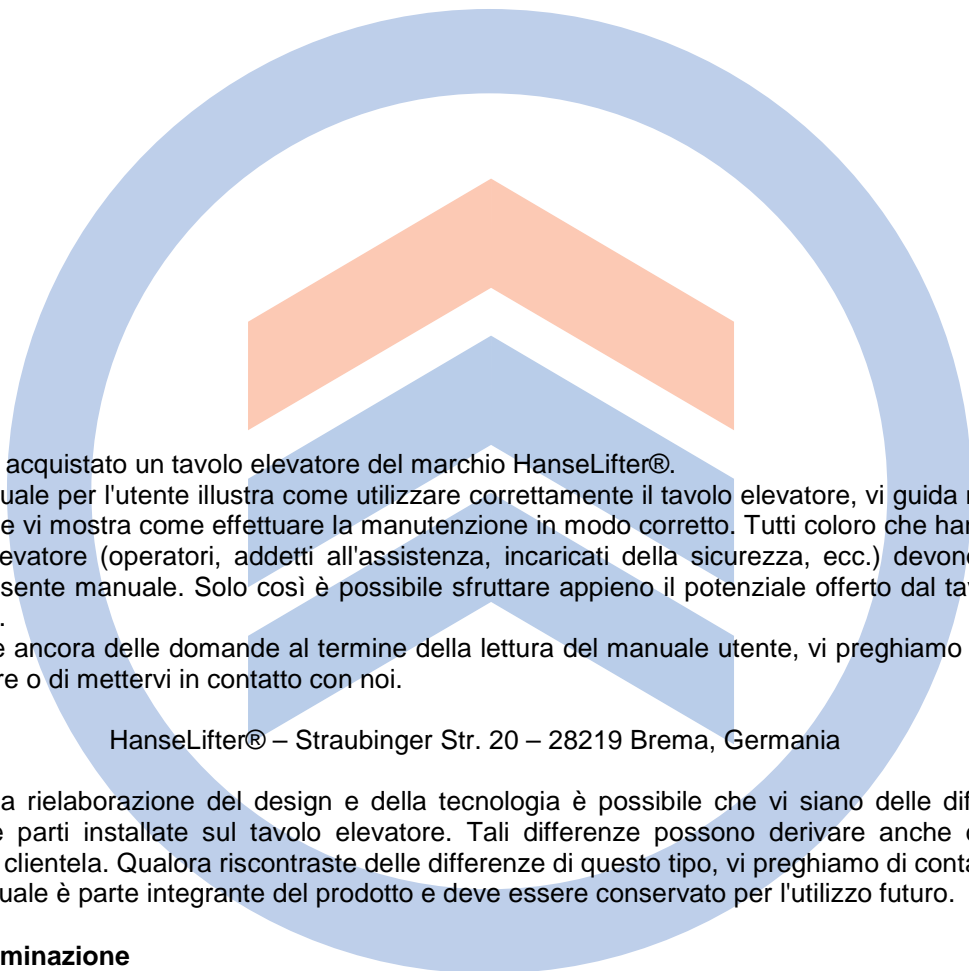 acquistato un tavolo elevatore del marchio HanseLifter®.
uale per l'utente illustra come utilizzare correttamente il tavolo elevatore, vi guida
e vi mostra come effettuare la manutenzione in modo corretto. Tutti coloro che har
evatore (operatori, addetti all'assistenza, incaricati della sicurezza, ecc.) devon
sente manuale. Solo così è possibile sfruttare appieno il potenziale offerto dal tav
.
e ancora delle domande al termine della lettura del manuale utente, vi preghiamo
re o di mettervi in contatto con noi.
HanseLifter® – Straubinger Str. 20 – 28219 Brema, Germania
a rielaborazione del design e della tecnologia è possibile che vi siano delle dif
e parti installate sul tavolo elevatore. Tali differenze possono derivare anche
clientela. Qualora riscontraste delle differenze di questo tipo, vi preghiamo di conta
uale è parte integrante del prodotto e deve essere conservato per l'utilizzo futuro.
minazione